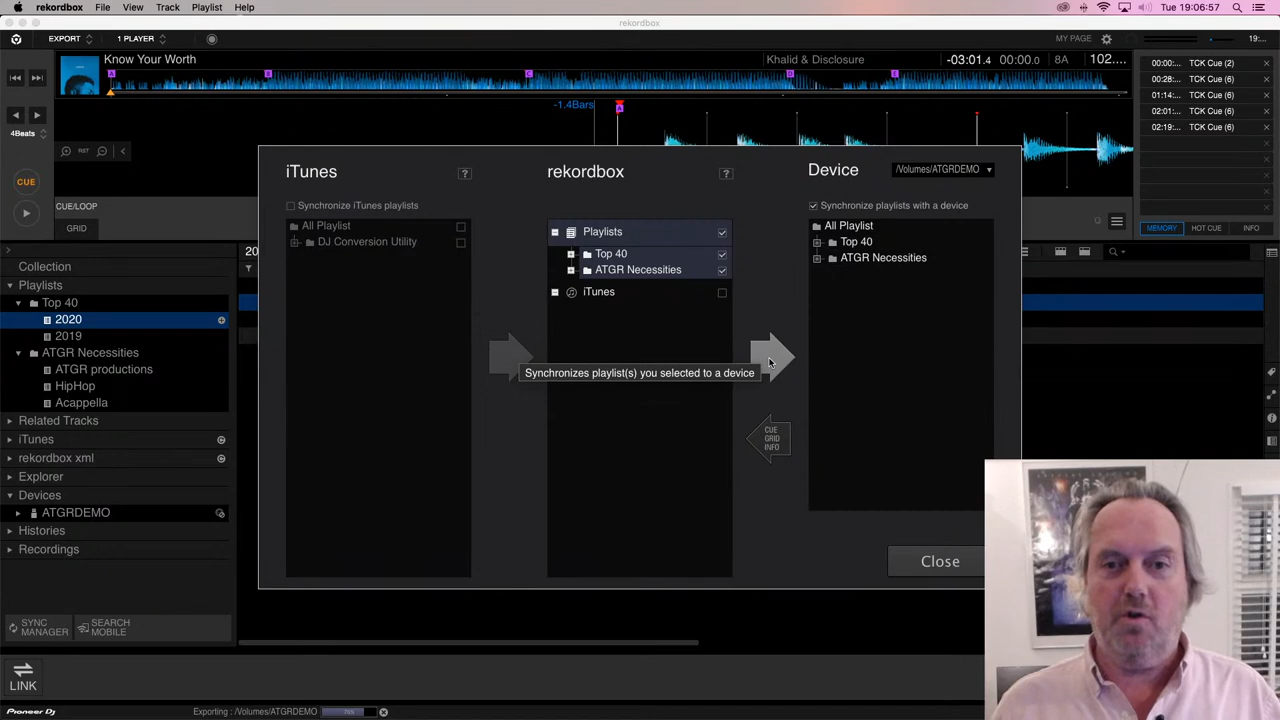 rekordbox File View Track Playlist Help Tue 19:06:57
rekordbox
EXPORT 1 PLAYER MY PAGE 19:...
Know Your Worth Khalid & Disclosure -03:01.4 00:00.0 8A 102....
A B C D E
-1.4Bars A
4Beats
RST
CUE
CUE/LOOP
GRID
00:00:... TCK Cue (2)
00:28:... TCK Cue (6)
01:14:... TCK Cue (6)
02:01:... TCK Cue (6)
02:19:... TCK Cue (6)
MEMORY HOT CUE INFO
20
Collection
Playlists
Top 40
2020
2019
ATGR Necessities
ATGR productions
HipHop
Acappella
Related Tracks
iTunes
rekordbox xml
Explorer
Devices
ATGRDEMO
Histories
Recordings
SYNC MANAGER
SEARCH MOBILE
LINK
Pioneer Dj Exporting : /Volumes/ATGRDEMO 76%
iTunes ?
Synchronize iTunes playlists
All Playlist
DJ Conversion Utility
rekordbox ?
Playlists
Top 40
ATGR Necessities
iTunes
Synchronizes playlist(s) you selected to a device
CUE
GRID
INFO
Device /Volumes/ATGRDEMO
Synchronize playlists with a device
All Playlist
Top 40
ATGR Necessities
Close